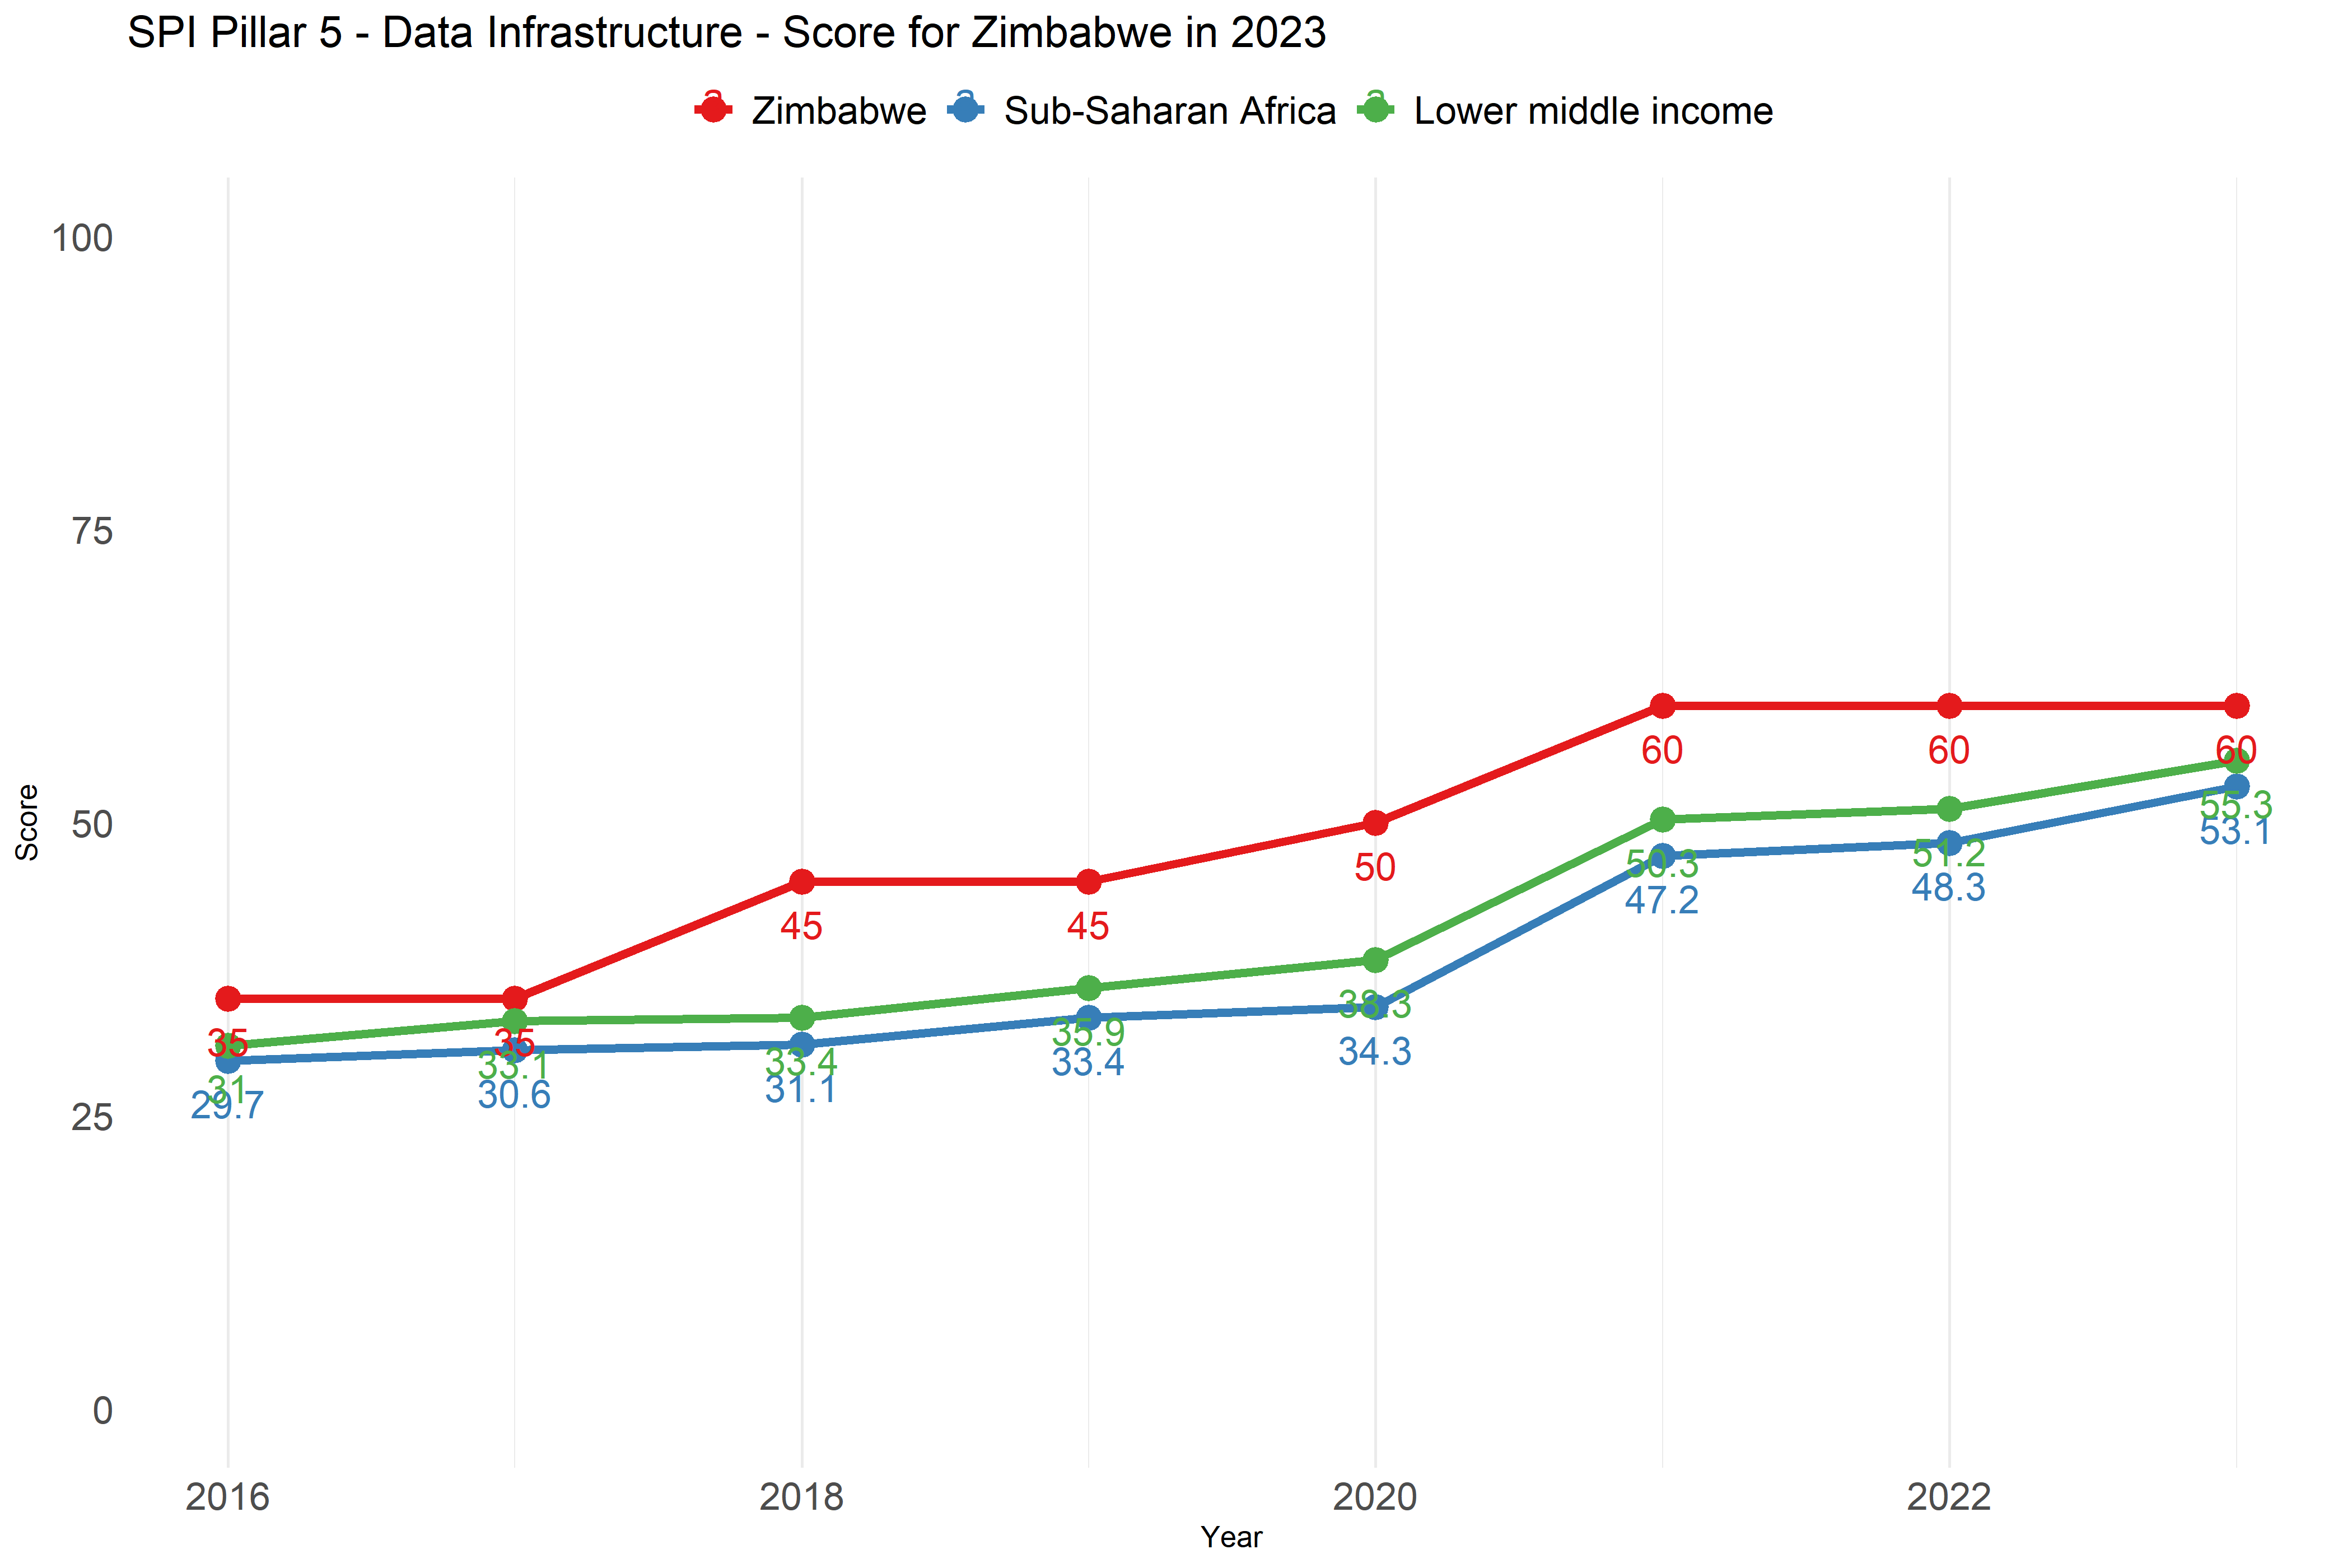 SPI Pillar 5 - Data Infrastructure - Score for Zimbabwe in 2023
Zimbabwe Sub-Saharan Africa Lower middle income
100
75
50
25
0
Score
35 35 45 45 50 60 60 60
31 33.1 33.4 35.9 38.3 50.3 51.2 55.3
29.7 30.6 31.1 33.4 34.3 47.2 48.3 53.1
2016 2018 2020 2022
Year